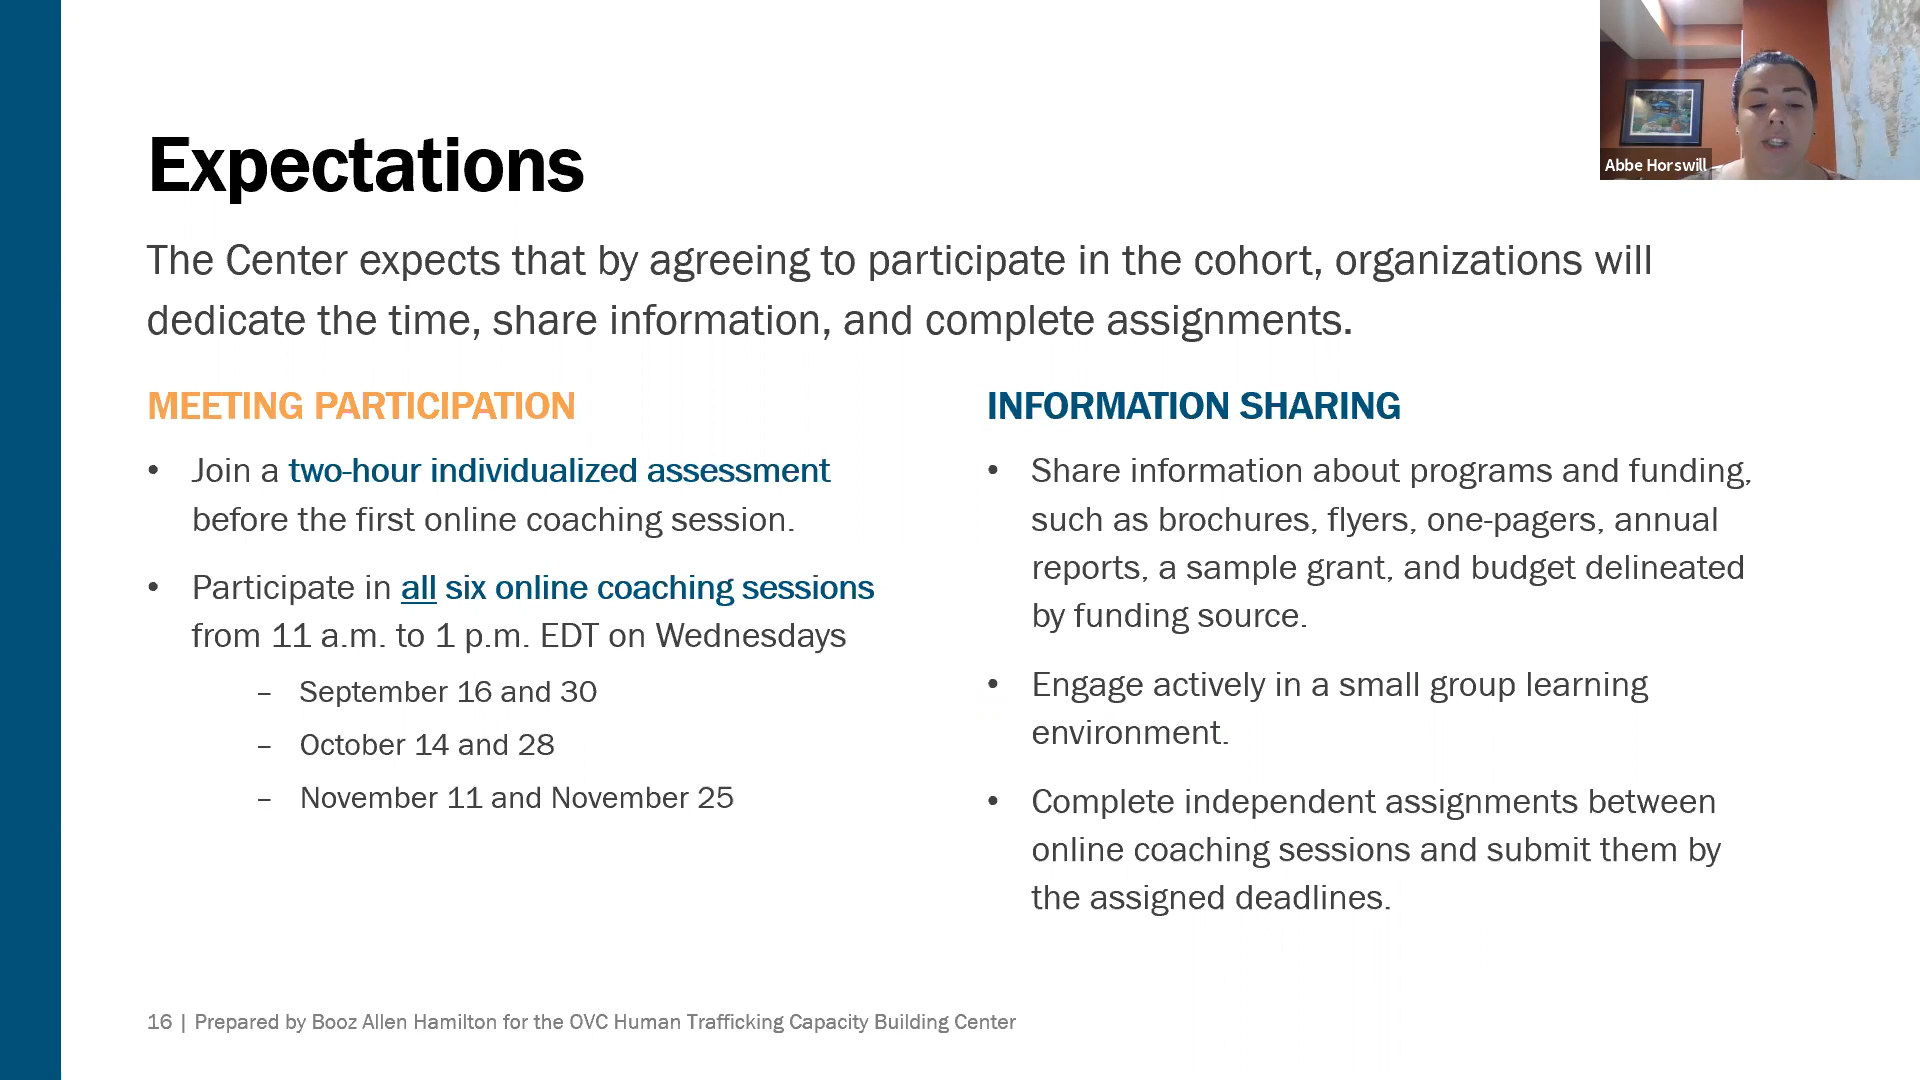 Abbe Horswill
Expectations
The Center expects that by agreeing to participate in the cohort, organizations will
dedicate the time, share information, and complete assignments.
MEETING PARTICIPATION
• Join a two-hour individualized assessment
before the first online coaching session.
• Participate in all six online coaching sessions
from 11 a.m. to 1 p.m. EDT on Wednesdays
– September 16 and 30
– October 14 and 28
– November 11 and November 25
INFORMATION SHARING
• Share information about programs and funding,
such as brochures, flyers, one-pagers, annual
reports, a sample grant, and budget delineated
by funding source.
• Engage actively in a small group learning
environment.
• Complete independent assignments between
online coaching sessions and submit them by
the assigned deadlines.
16 | Prepared by Booz Allen Hamilton for the OVC Human Trafficking Capacity Building Center